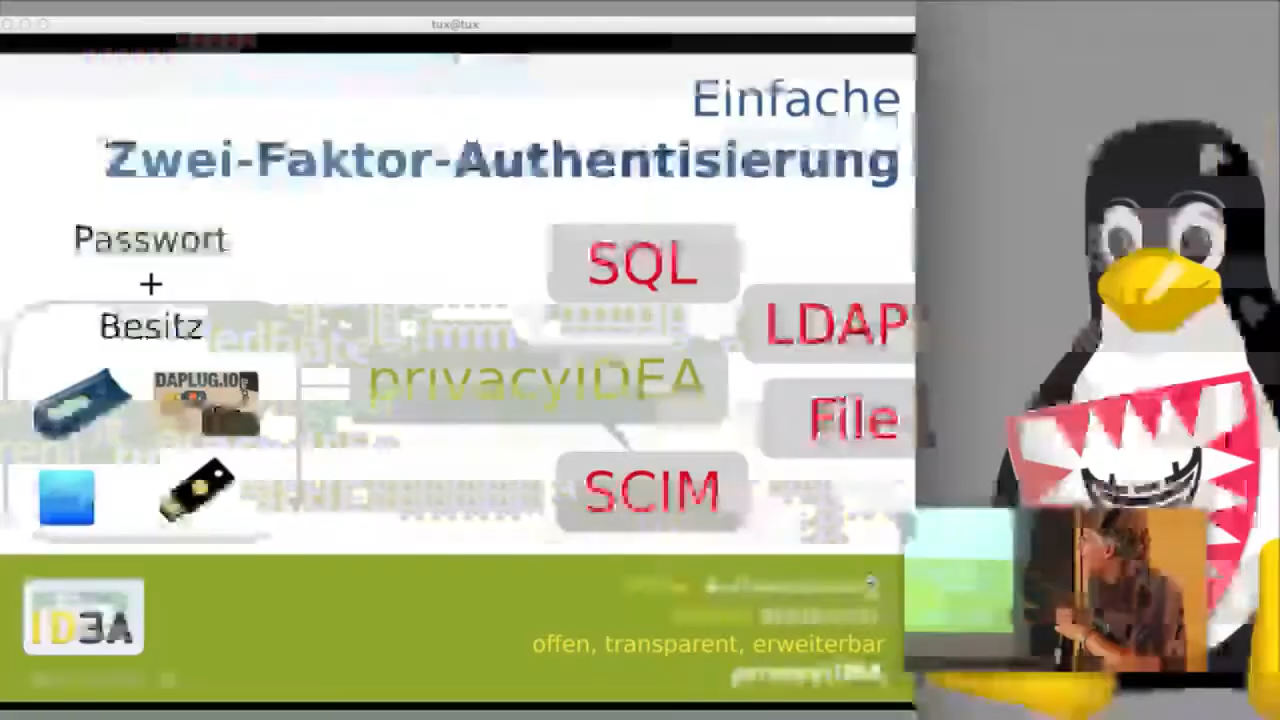 tux@tux
Einfache
Zwei-Faktor-Authentisierung
Passwort
+
Besitz
SQL
LDAP
privacyIDEA
File
DAPLUG.IO
SCIM
ID3A
offen, transparent, erweiterbar
privacyIDEA